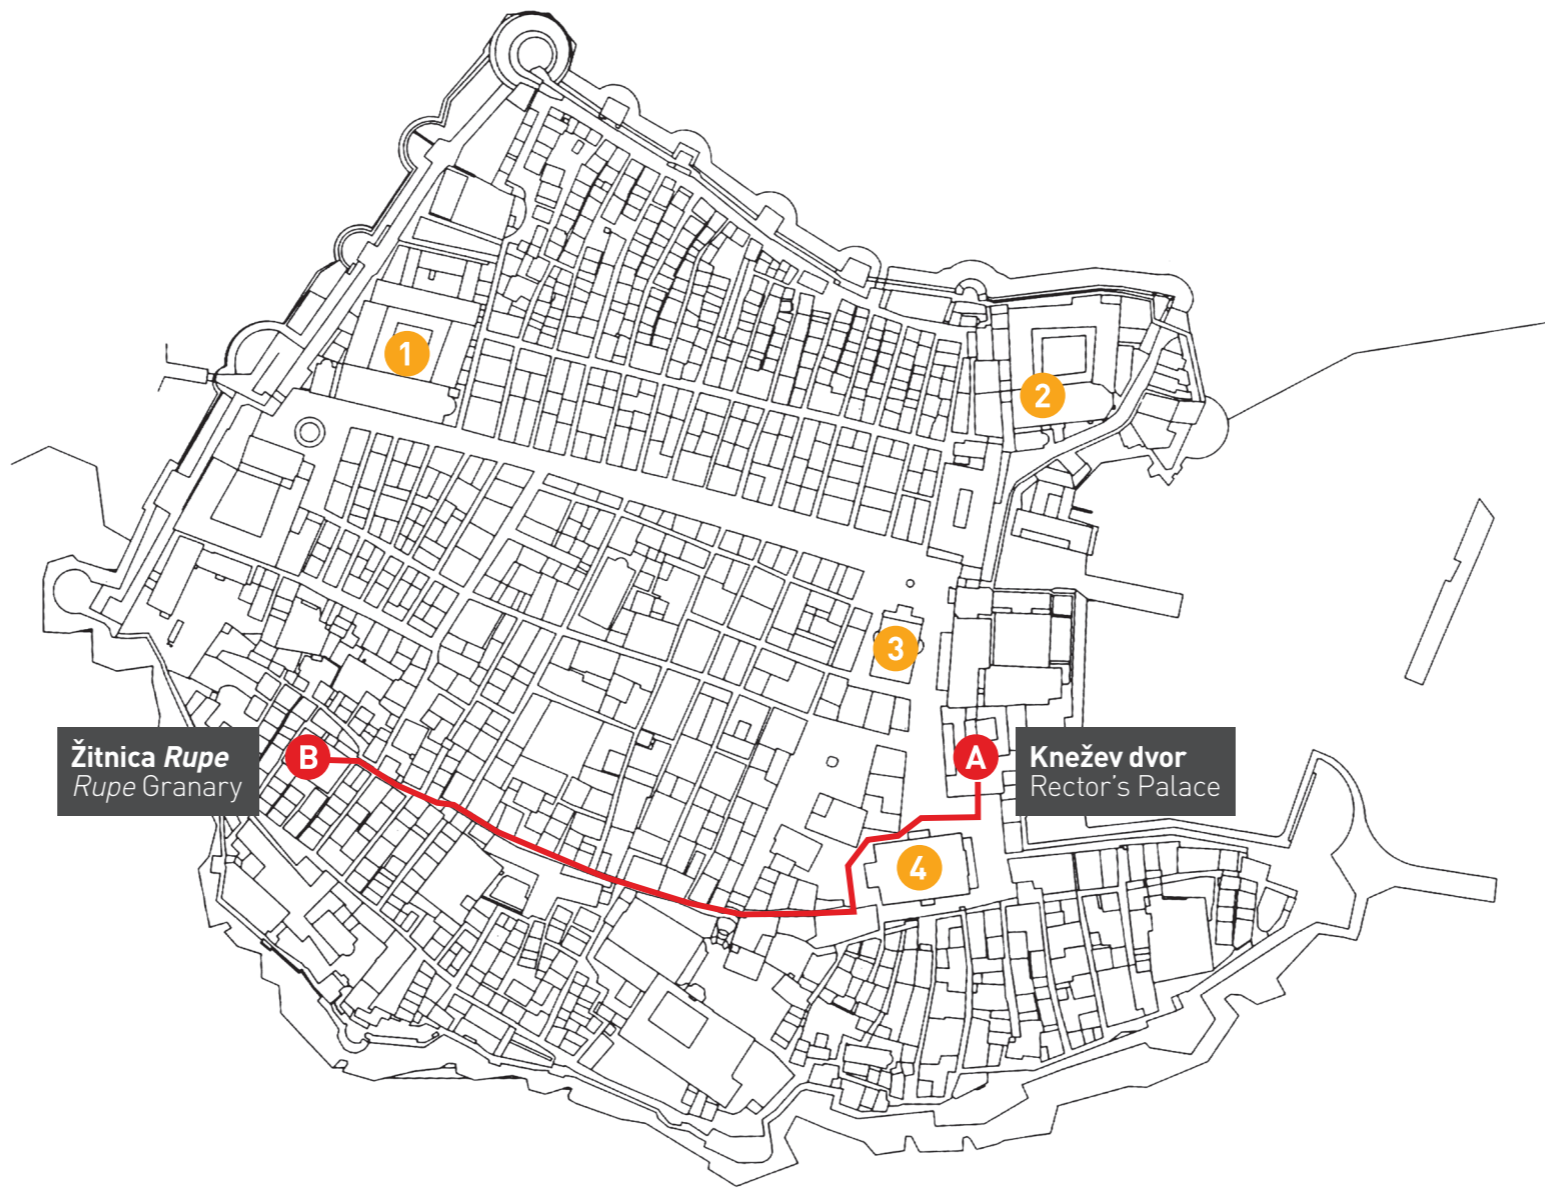 1
2
3
Žitnica Rupe
Rupe Granary
B
A
Knežev dvor
Rector's Palace
4